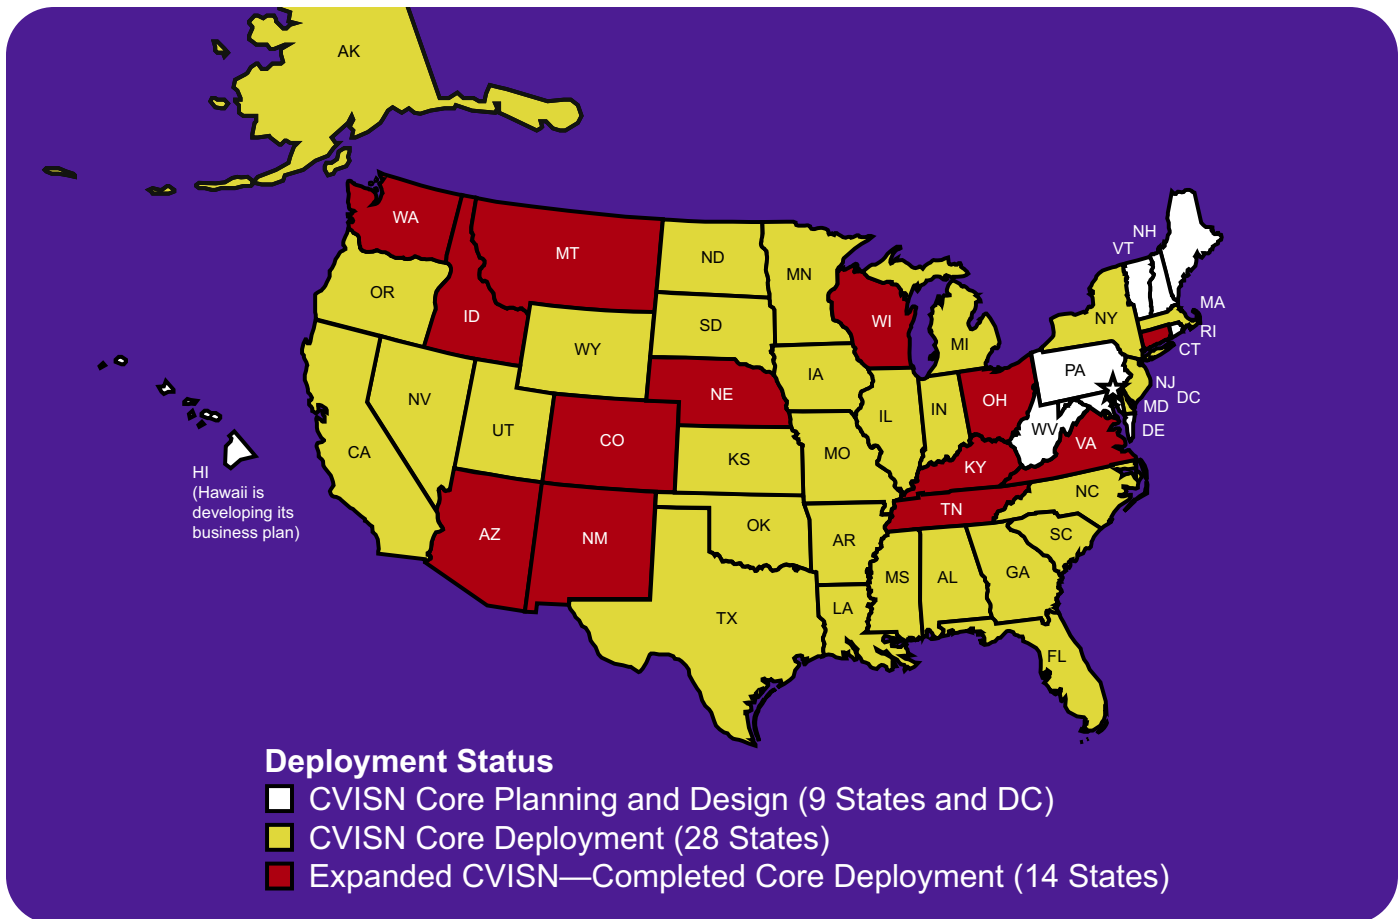 AK
WA
MT
ND
MN
NH
VT
OR
ID
WY
SD
WI
MI
NY
MA
RI
CT
NV
UT
CO
NE
IA
IL
IN
OH
PA
NJ
DC
MD
DE
WV
VA
CA
KS
MO
KY
HI
(Hawaii is
developing its
business plan)
AZ
NM
OK
AR
TN
NC
SC
TX
LA
MS
AL
GA
FL
Deployment Status
CVISN Core Planning and Design (9 States and DC)
CVISN Core Deployment (28 States)
Expanded CVISN—Completed Core Deployment (14 States)